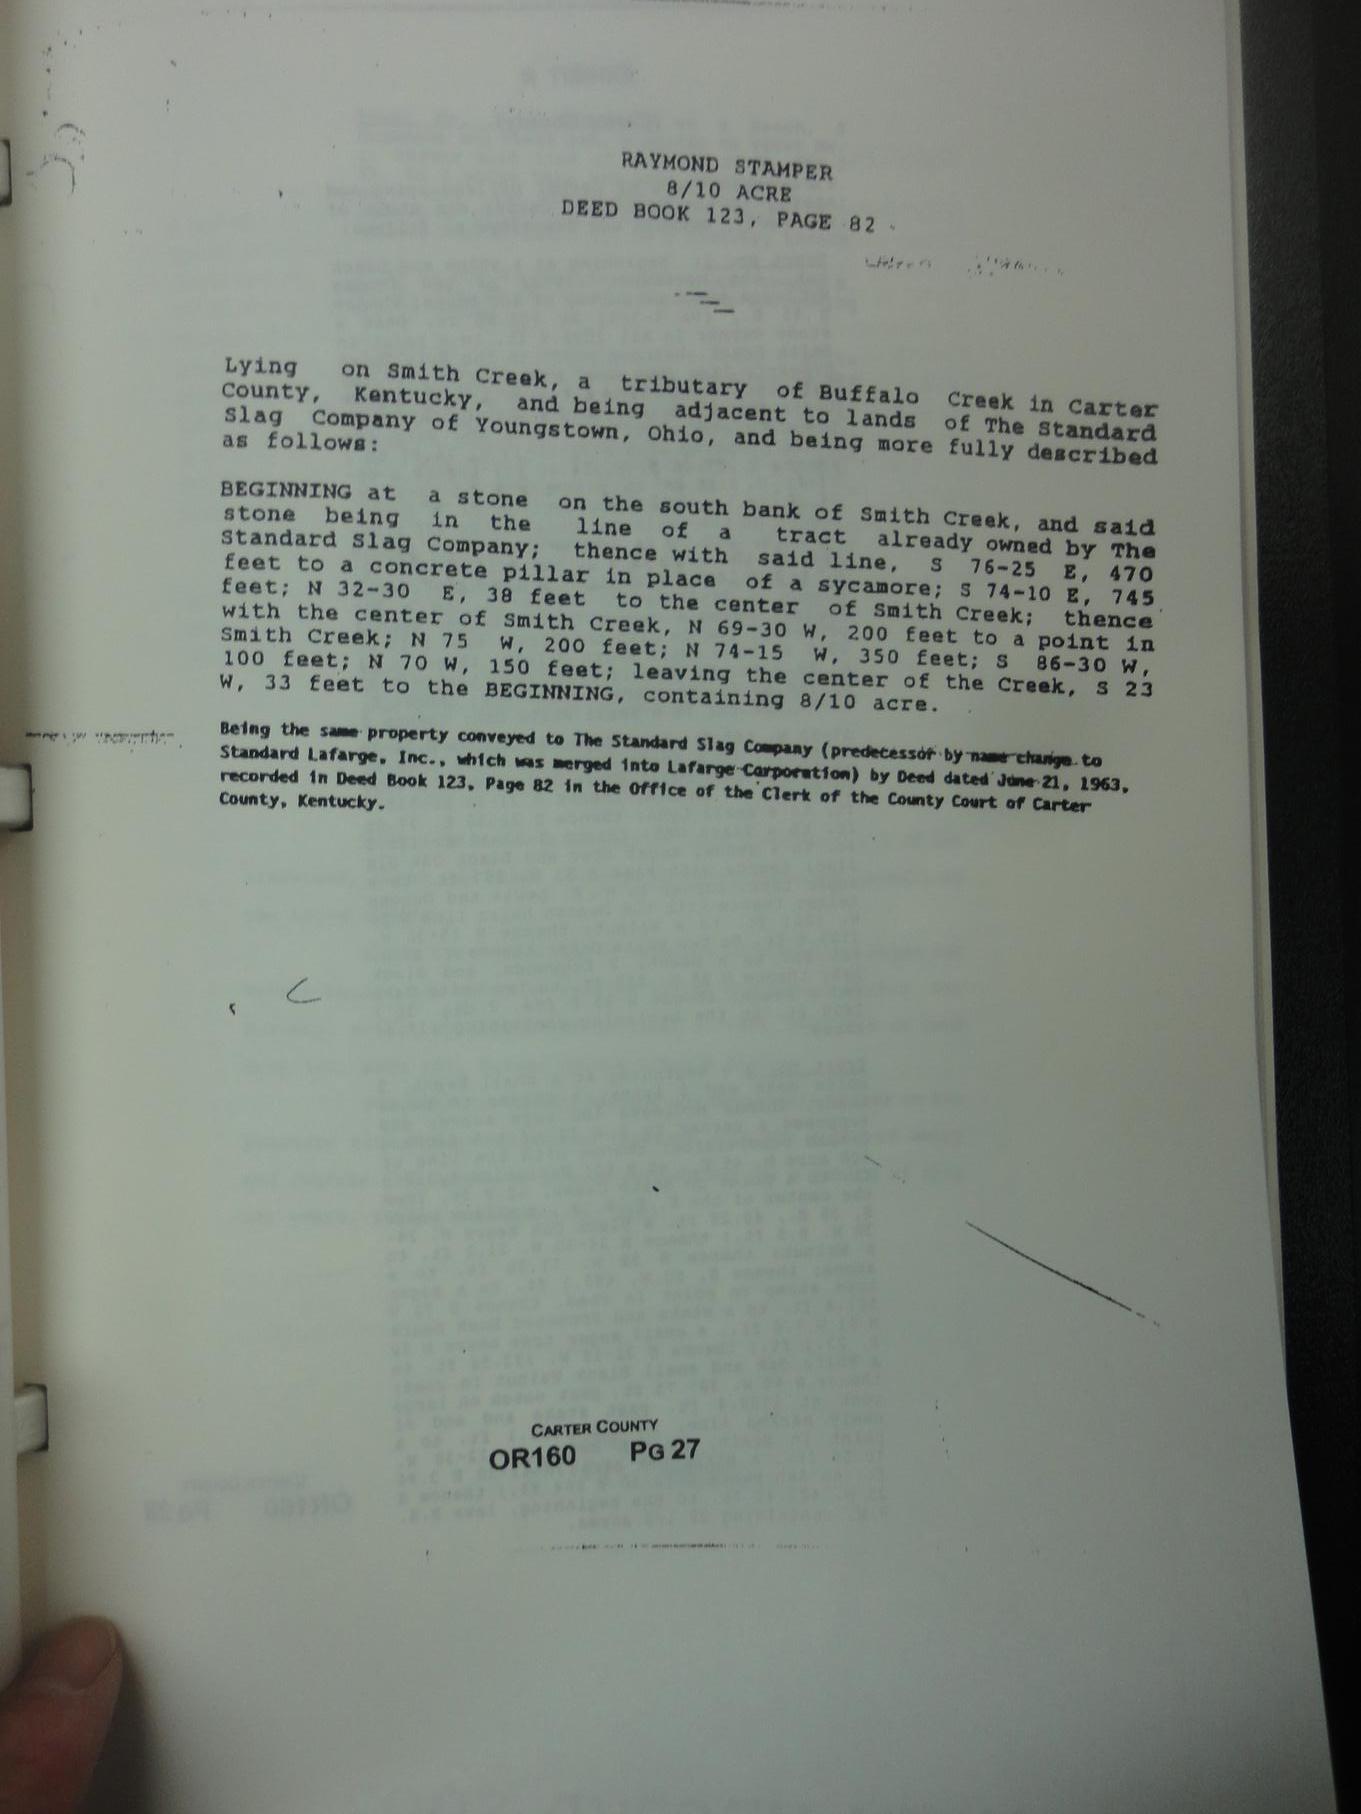 RAYMOND STAMPER
8/10 ACRE
DEED BOOK 123, PAGE 82
Lying on Smith Creek, a tributary of Buffalo Creek in Carter
County, Kentucky, and being adjacent to lands of The Standard
Slag Company of Youngstown, Ohio, and being more fully described
as follows:
BEGINNING at a stone on the south bank of Smith Creek, and said
stone being in the line of a tract already owned by The
Standard Slag Company; thence with said line, S 76-25 E, 470
feet to a concrete pillar in place of a sycamore; S 74-10 E, 745
feet; N 32-30 E, 38 feet to the center of Smith Creek; thence
with the center of Smith Creek, N 69-30 W, 200 feet to a point in
Smith Creek; N 75 W, 200 feet; N 74-15 W, 350 feet; S 86-30 W,
100 feet; N 70 W, 150 feet; leaving the center of the Creek, S 23
W, 33 feet to the BEGINNING, containing 8/10 acre.
Being the same property conveyed to The Standard Slag Company (predecessor by name change to
Standard Lafarge, Inc., which was merged into Lafarge Corporation) by Deed dated June 21, 1963,
recorded in Deed Book 123, Page 82 in the Office of the Clerk of the County Court of Carter
County, Kentucky.
CARTER COUNTY
OR160 PG 27